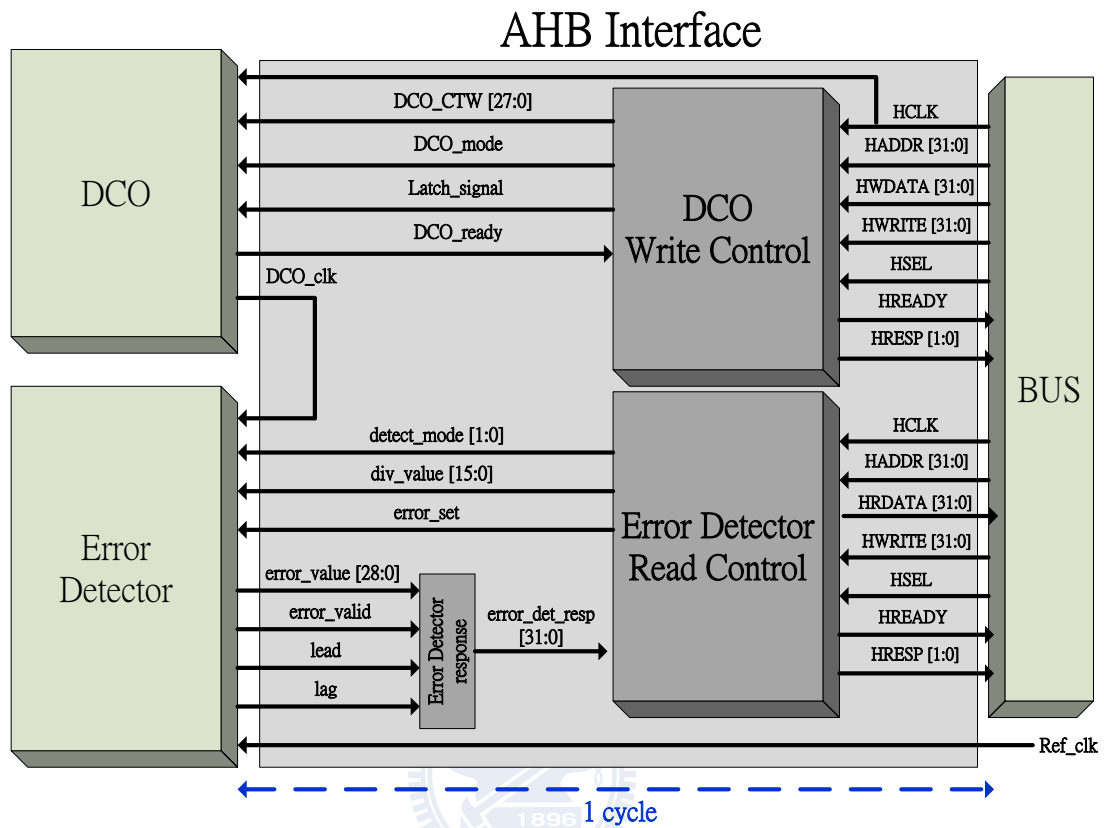 AHB Interface
DCO
DCO_CTW [27:0]
DCO_mode
Latch_signal
DCO_ready
DCO_clk
DCO
Write Control
HCLK
HADDR [31:0]
HWDATA [31:0]
HWRITE [31:0]
HSEL
HREADY
HRESP [1:0]
BUS
Error
Detector
detect_mode [1:0]
div_value [15:0]
error_set
error_value [28:0]
error_valid
lead
lag
Error Detector
response
error_det_resp
[31:0]
Error Detector
Read Control
HCLK
HADDR [31:0]
HRDATA [31:0]
HWRITE [31:0]
HSEL
HREADY
HRESP [1:0]
Ref_clk
1 cycle
1896